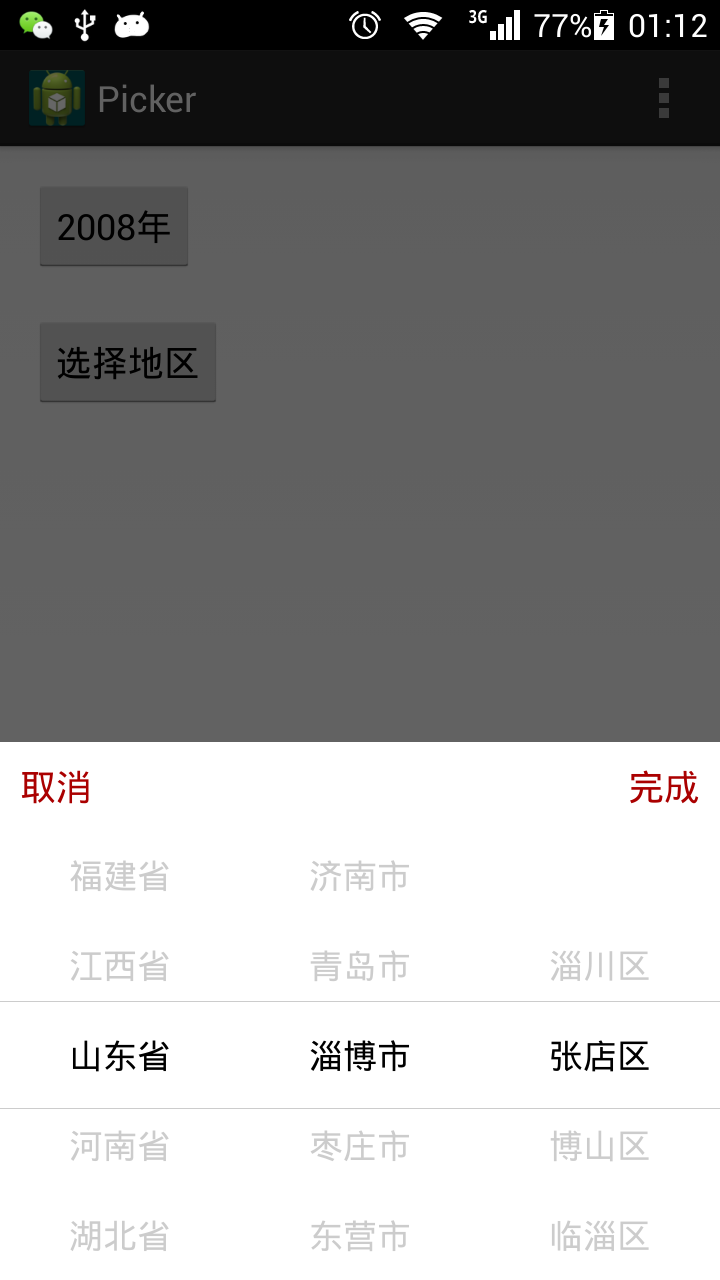 3G 77% 01:12
Picker
2008年
选择地区
取消 完成
福建省 济南市
江西省 青岛市 淄川区
山东省 淄博市 张店区
河南省 枣庄市 博山区
湖北省 东营市 临淄区